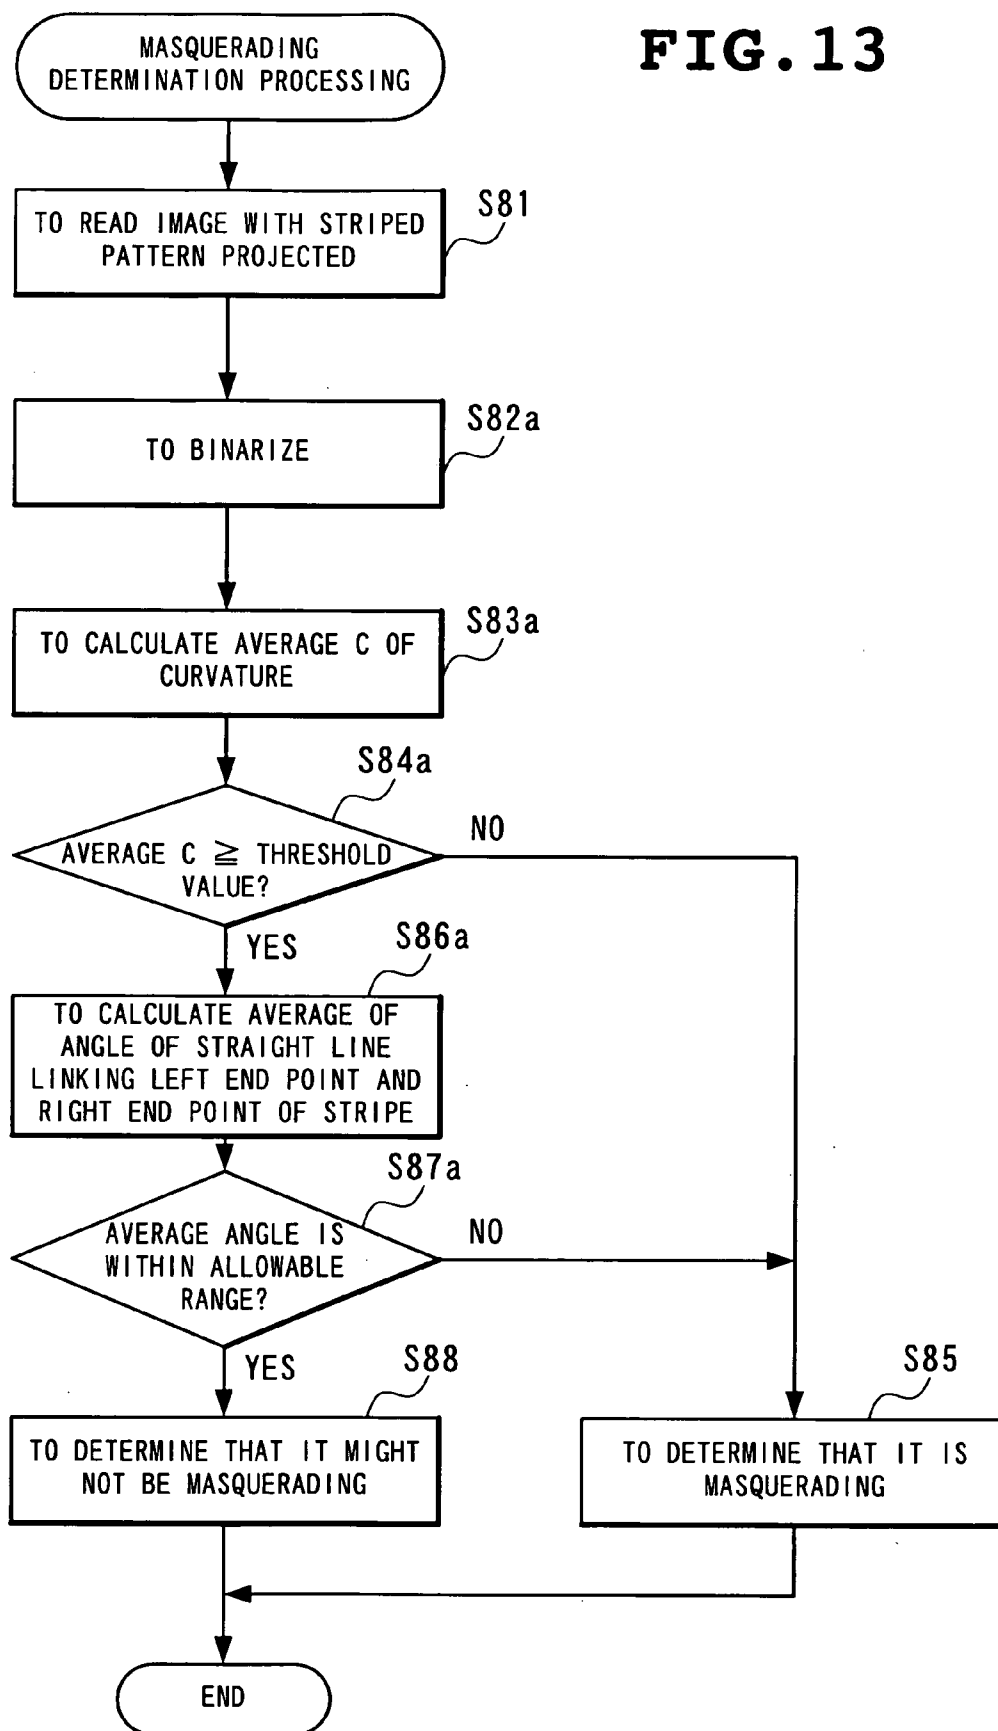 FIG.13
MASQUERADING
DETERMINATION PROCESSING
S81
TO READ IMAGE WITH STRIPED
PATTERN PROJECTED
S82a
TO BINARIZE
S83a
TO CALCULATE AVERAGE C OF
CURVATURE
S84a
AVERAGE C ≧ THRESHOLD
VALUE?
NO
YES
S86a
TO CALCULATE AVERAGE OF
ANGLE OF STRAIGHT LINE
LINKING LEFT END POINT AND
RIGHT END POINT OF STRIPE
S87a
AVERAGE ANGLE IS
WITHIN ALLOWABLE
RANGE?
NO
YES
S88
TO DETERMINE THAT IT MIGHT
NOT BE MASQUERADING
S85
TO DETERMINE THAT IT IS
MASQUERADING
END